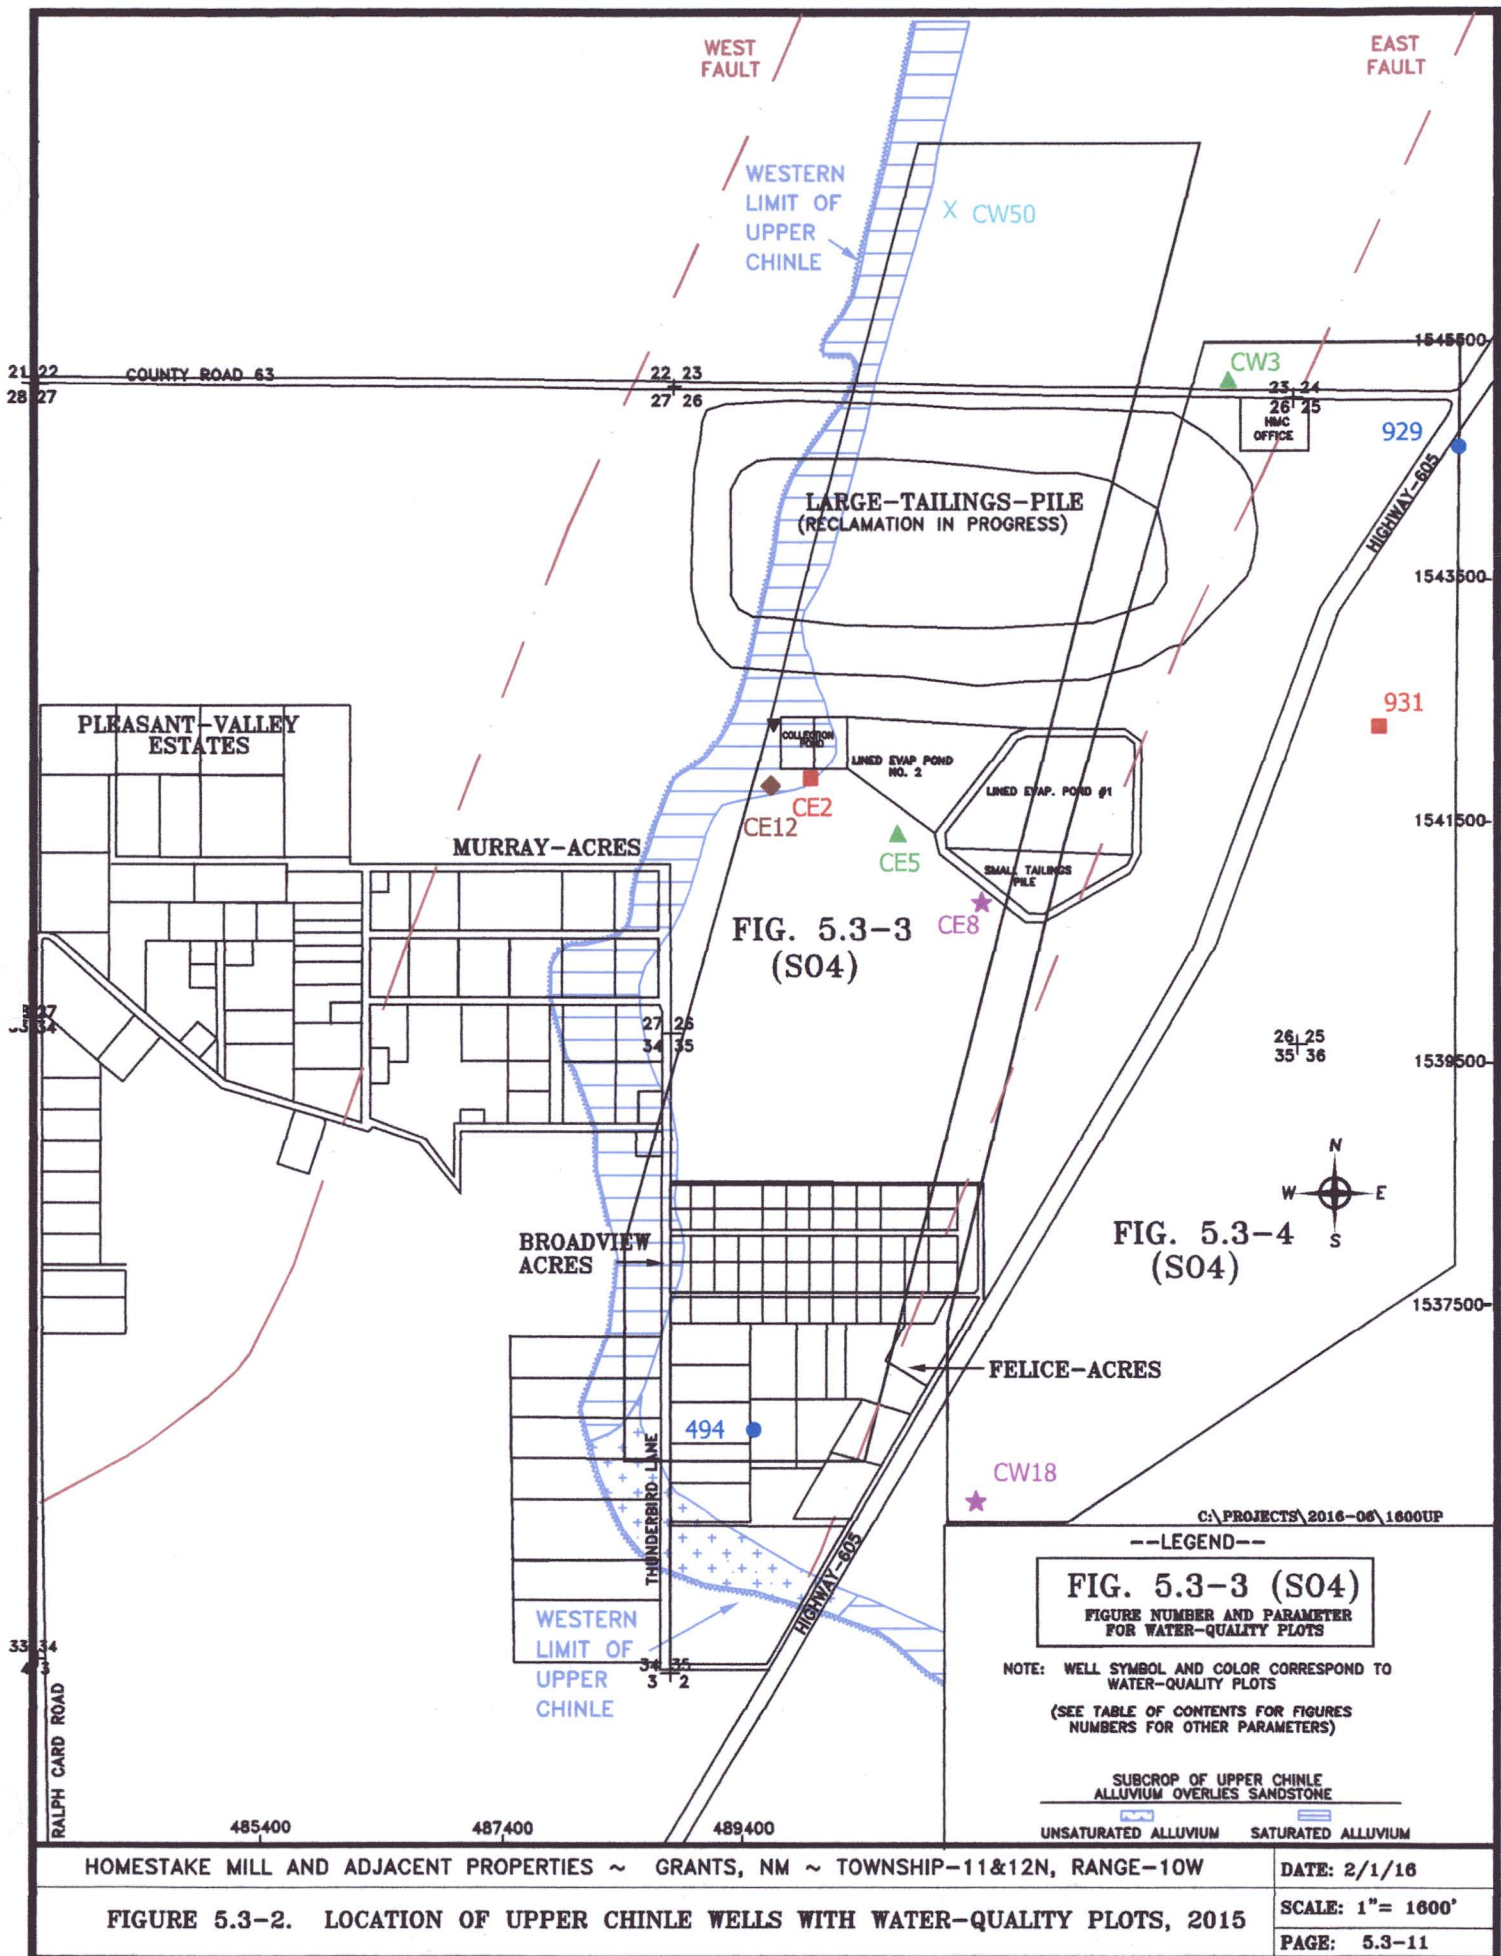 WEST
FAULT
EAST
FAULT
WESTERN
LIMIT OF
UPPER
CHINLE
X CW50
1545500
CW3
21 22
28 27
COUNTY ROAD 63
22 23
27 26
23 24
26 25
HMC
OFFICE
929
HIGHWAY-605
LARGE-TAILINGS-PILE
(RECLAMATION IN PROGRESS)
1543500
931
PLEASANT-VALLEY
ESTATES
COLLECTION
POND
LINED EVAP POND
NO. 2
LINED EVAP. POND #1
CE2
CE12
1541500
MURRAY-ACRES
CE5
SMALL TAILINGS
PILE
CE8
FIG. 5.3-3
(SO4)
27 26
34 35
26 25
35 36
1539500
N
W E
S
FIG. 5.3-4
(SO4)
BROADVIEW
ACRES
1537500
FELICE-ACRES
494
THUNDERBIRD LANE
CW18
HIGHWAY-605
WESTERN
LIMIT OF
UPPER
CHINLE
33 34
4 3
34 35
3 2
RALPH CARD ROAD
485400
487400
489400
C:\PROJECTS\2016-06\1600UP
--LEGEND--
FIG. 5.3-3 (SO4)
FIGURE NUMBER AND PARAMETER
FOR WATER-QUALITY PLOTS
NOTE: WELL SYMBOL AND COLOR CORRESPOND TO
WATER-QUALITY PLOTS
(SEE TABLE OF CONTENTS FOR FIGURES
NUMBERS FOR OTHER PARAMETERS)
SUBCROP OF UPPER CHINLE
ALLUVIUM OVERLIES SANDSTONE
UNSATURATED ALLUVIUM
SATURATED ALLUVIUM
HOMESTAKE MILL AND ADJACENT PROPERTIES ~ GRANTS, NM ~ TOWNSHIP-11&12N, RANGE-10W
DATE: 2/1/16
FIGURE 5.3-2. LOCATION OF UPPER CHINLE WELLS WITH WATER-QUALITY PLOTS, 2015
SCALE: 1"= 1600'
PAGE: 5.3-11